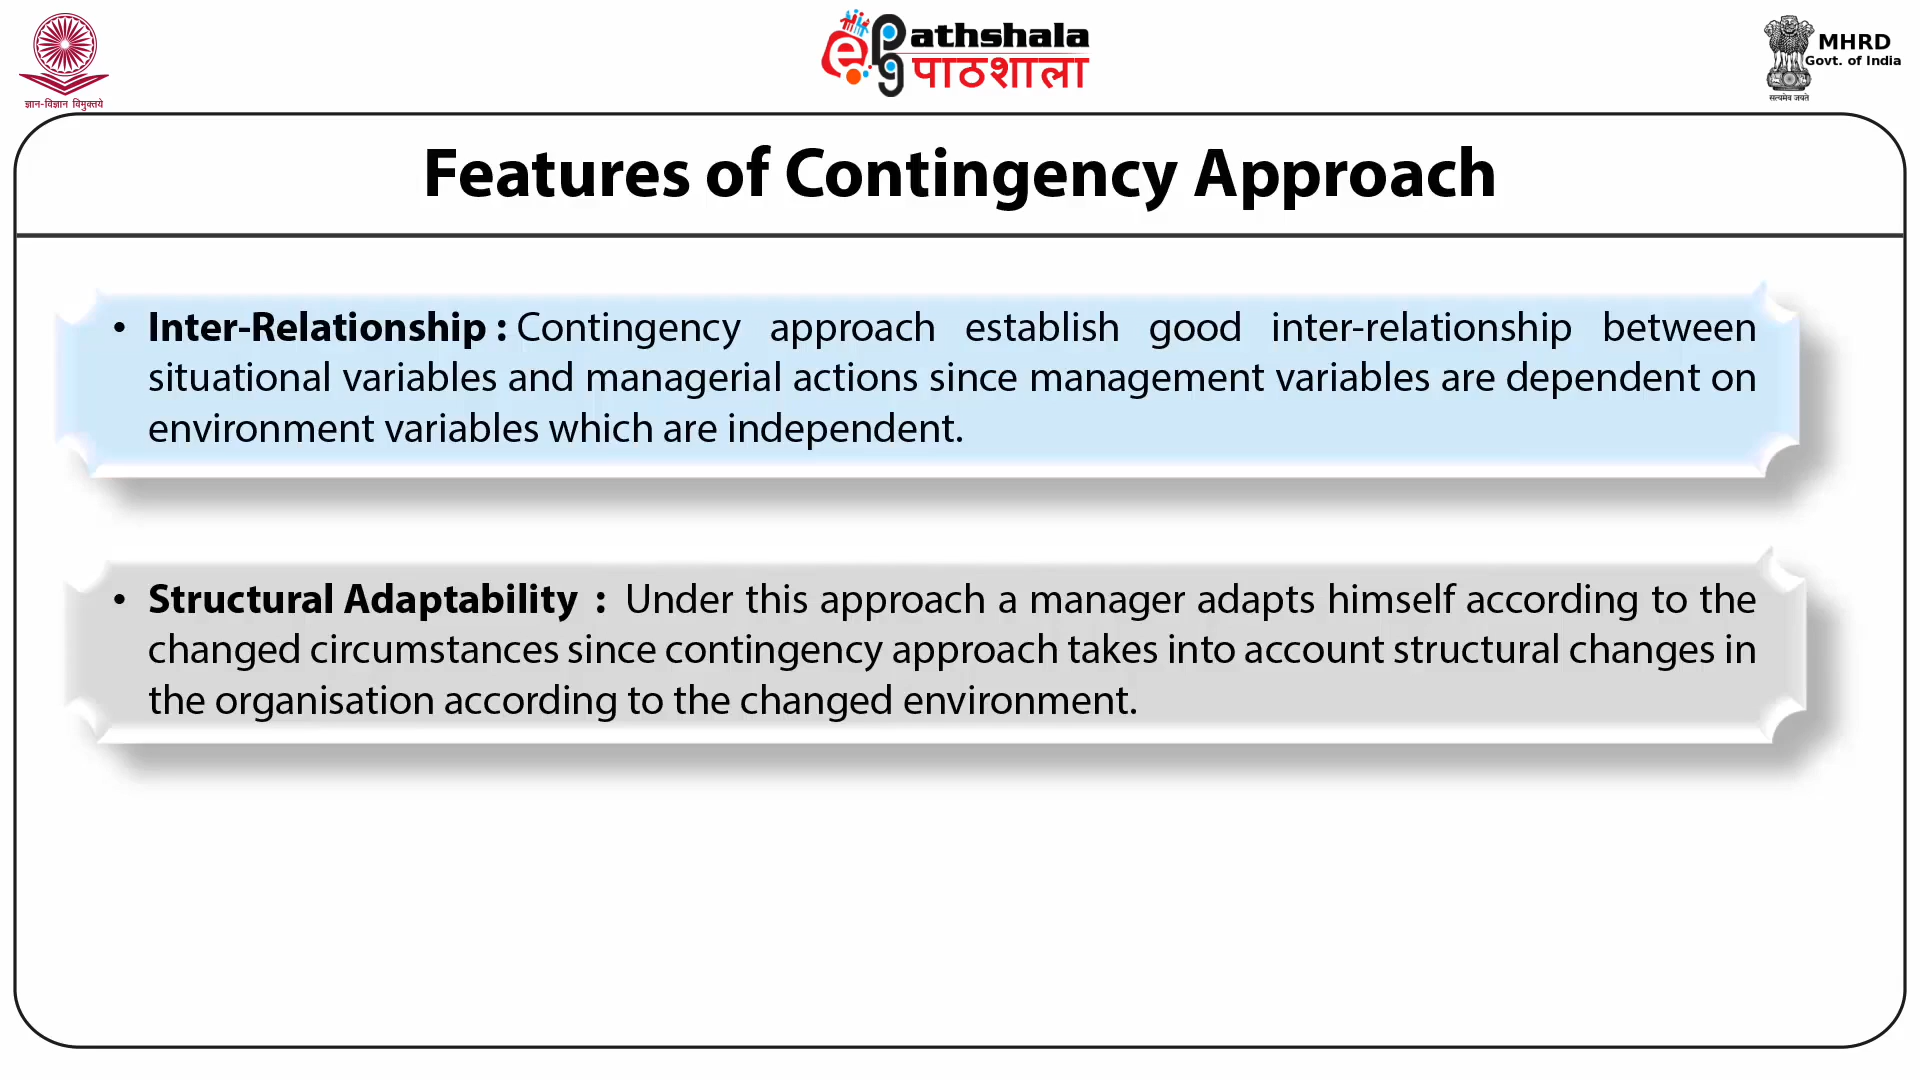 ज्ञान-विज्ञान विमुक्तये
e Pathshala
पाठशाला
MHRD
Govt. of India
सत्यमेव जयते
Features of Contingency Approach
• Inter-Relationship : Contingency approach establish good inter-relationship between
situational variables and managerial actions since management variables are dependent on
environment variables which are independent.
• Structural Adaptability : Under this approach a manager adapts himself according to the
changed circumstances since contingency approach takes into account structural changes in
the organisation according to the changed environment.